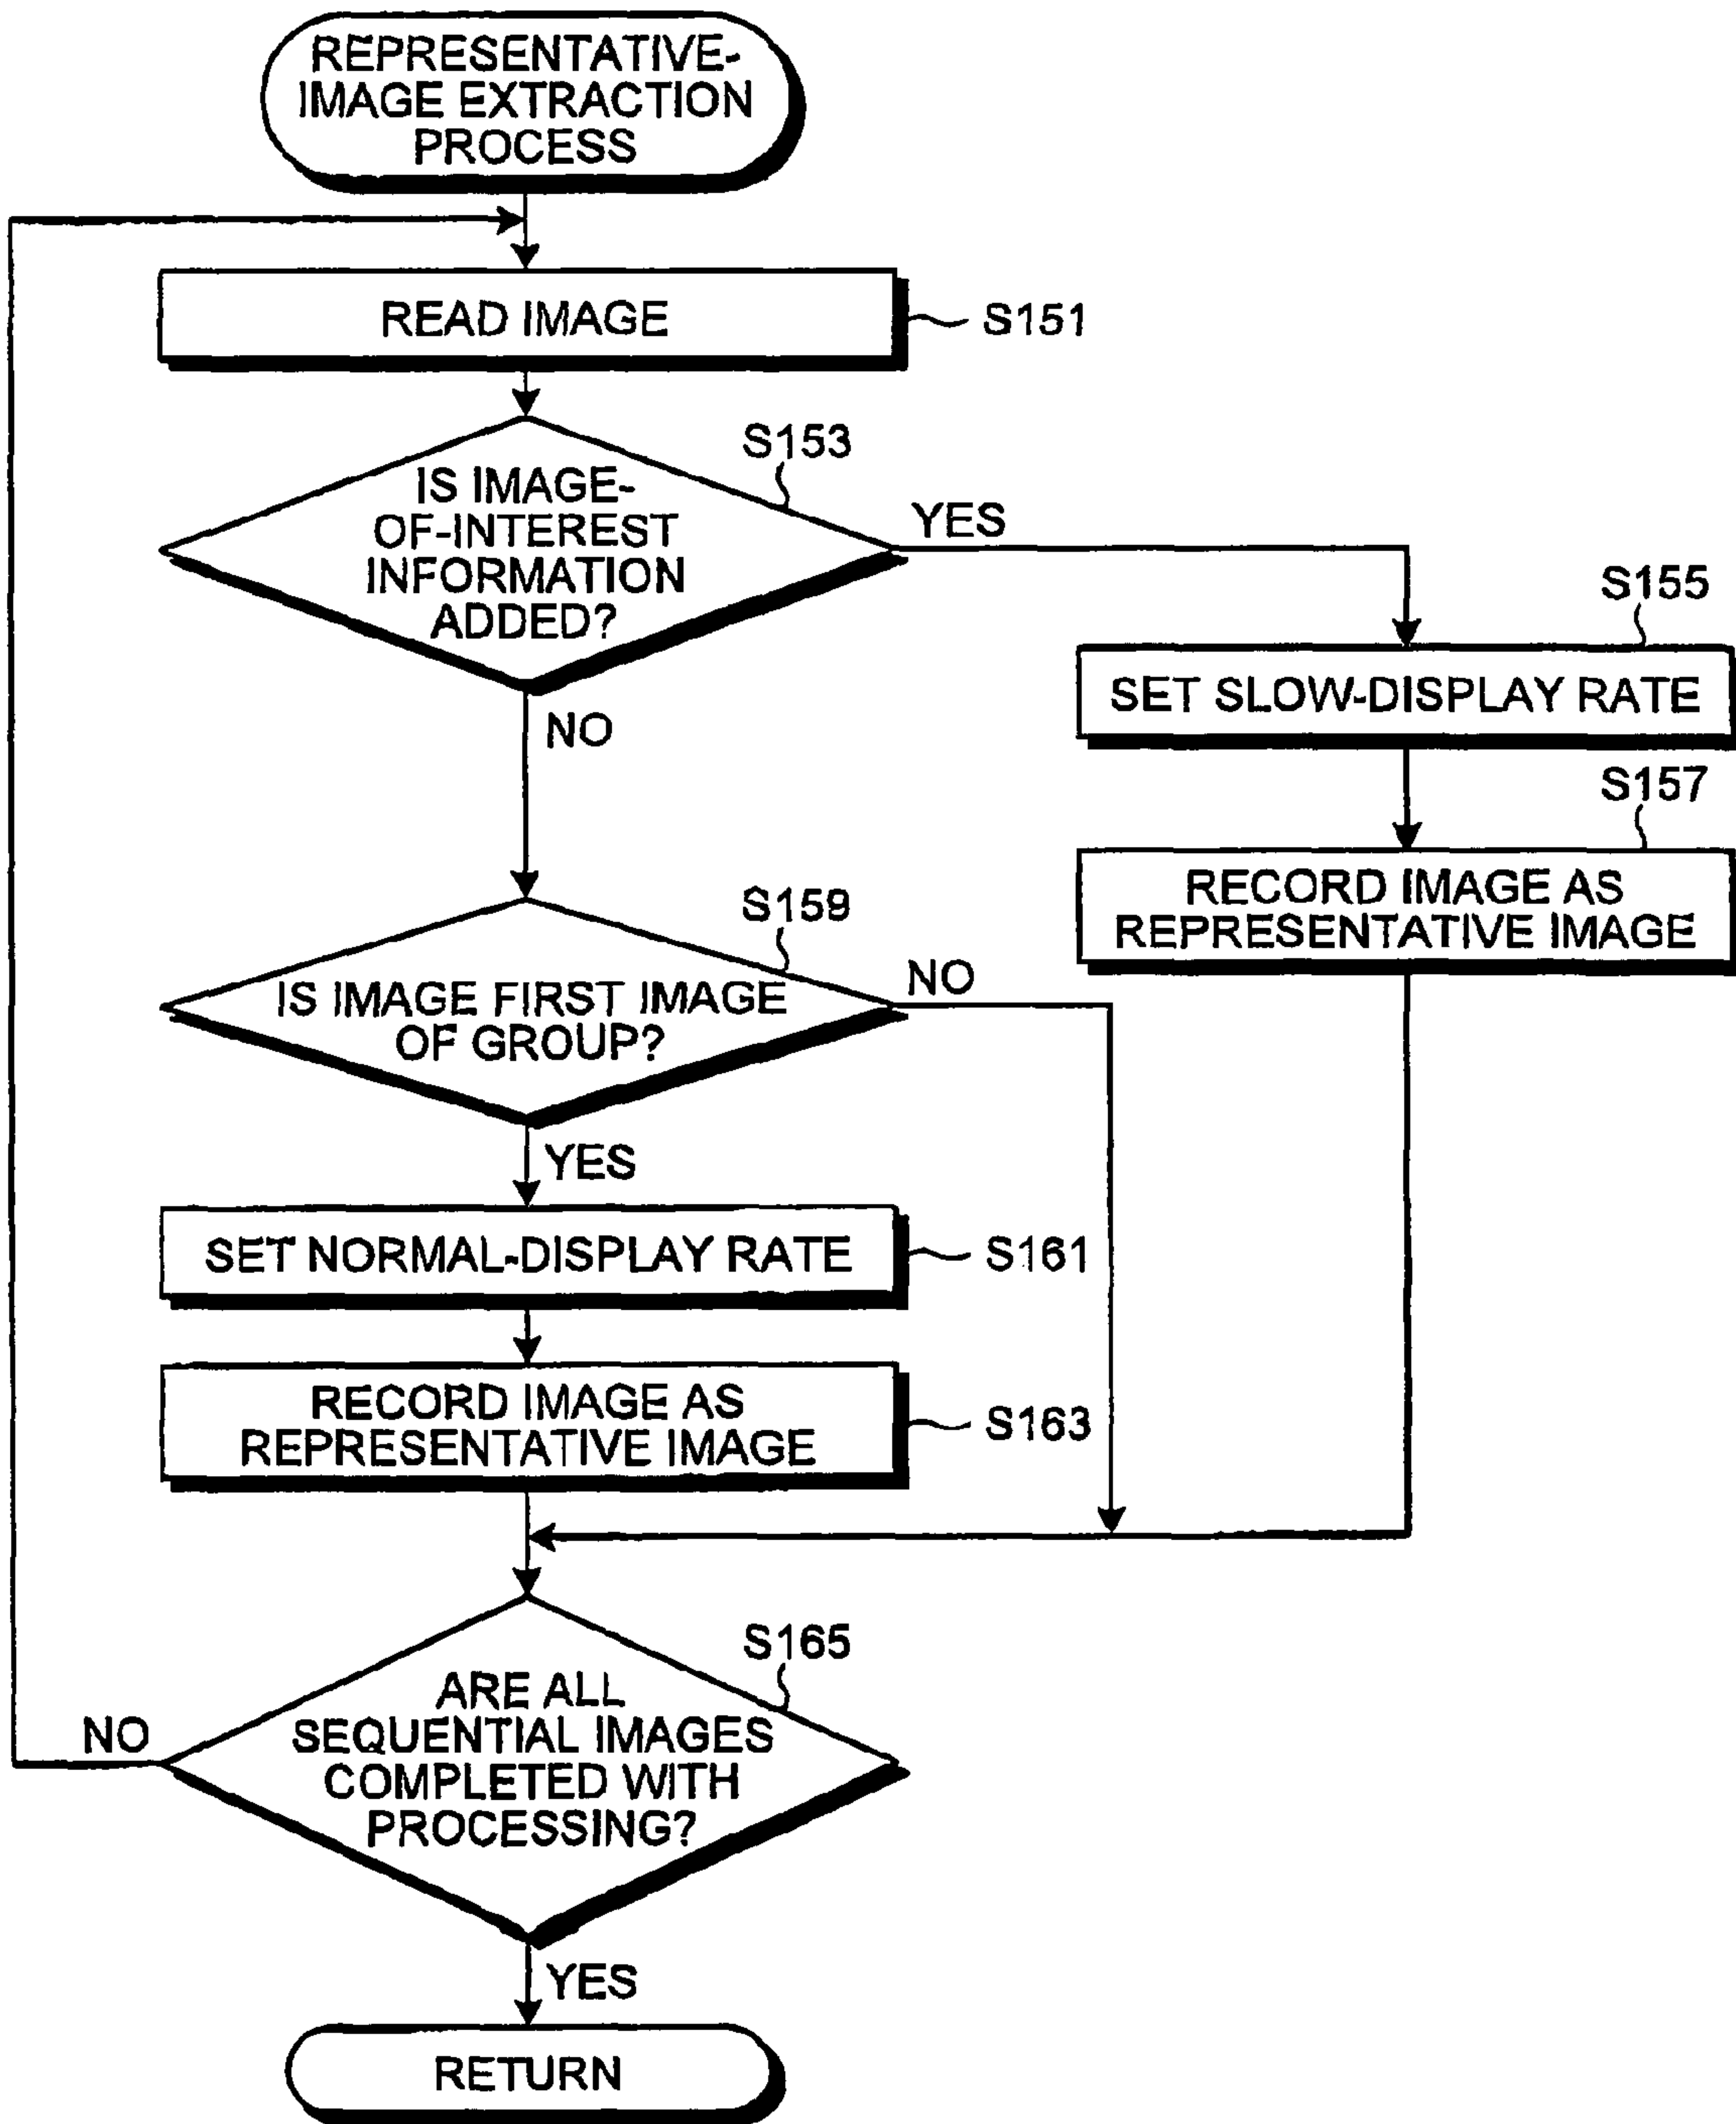 REPRESENTATIVE-
IMAGE EXTRACTION
PROCESS
READ IMAGE
S151
S153
IS IMAGE-
OF-INTEREST
INFORMATION
ADDED?
YES
NO
S155
SET SLOW-DISPLAY RATE
S157
RECORD IMAGE AS
REPRESENTATIVE IMAGE
S159
IS IMAGE FIRST IMAGE
OF GROUP?
NO
YES
SET NORMAL-DISPLAY RATE
S161
RECORD IMAGE AS
REPRESENTATIVE IMAGE
S163
S165
ARE ALL
SEQUENTIAL IMAGES
COMPLETED WITH
PROCESSING?
NO
YES
RETURN